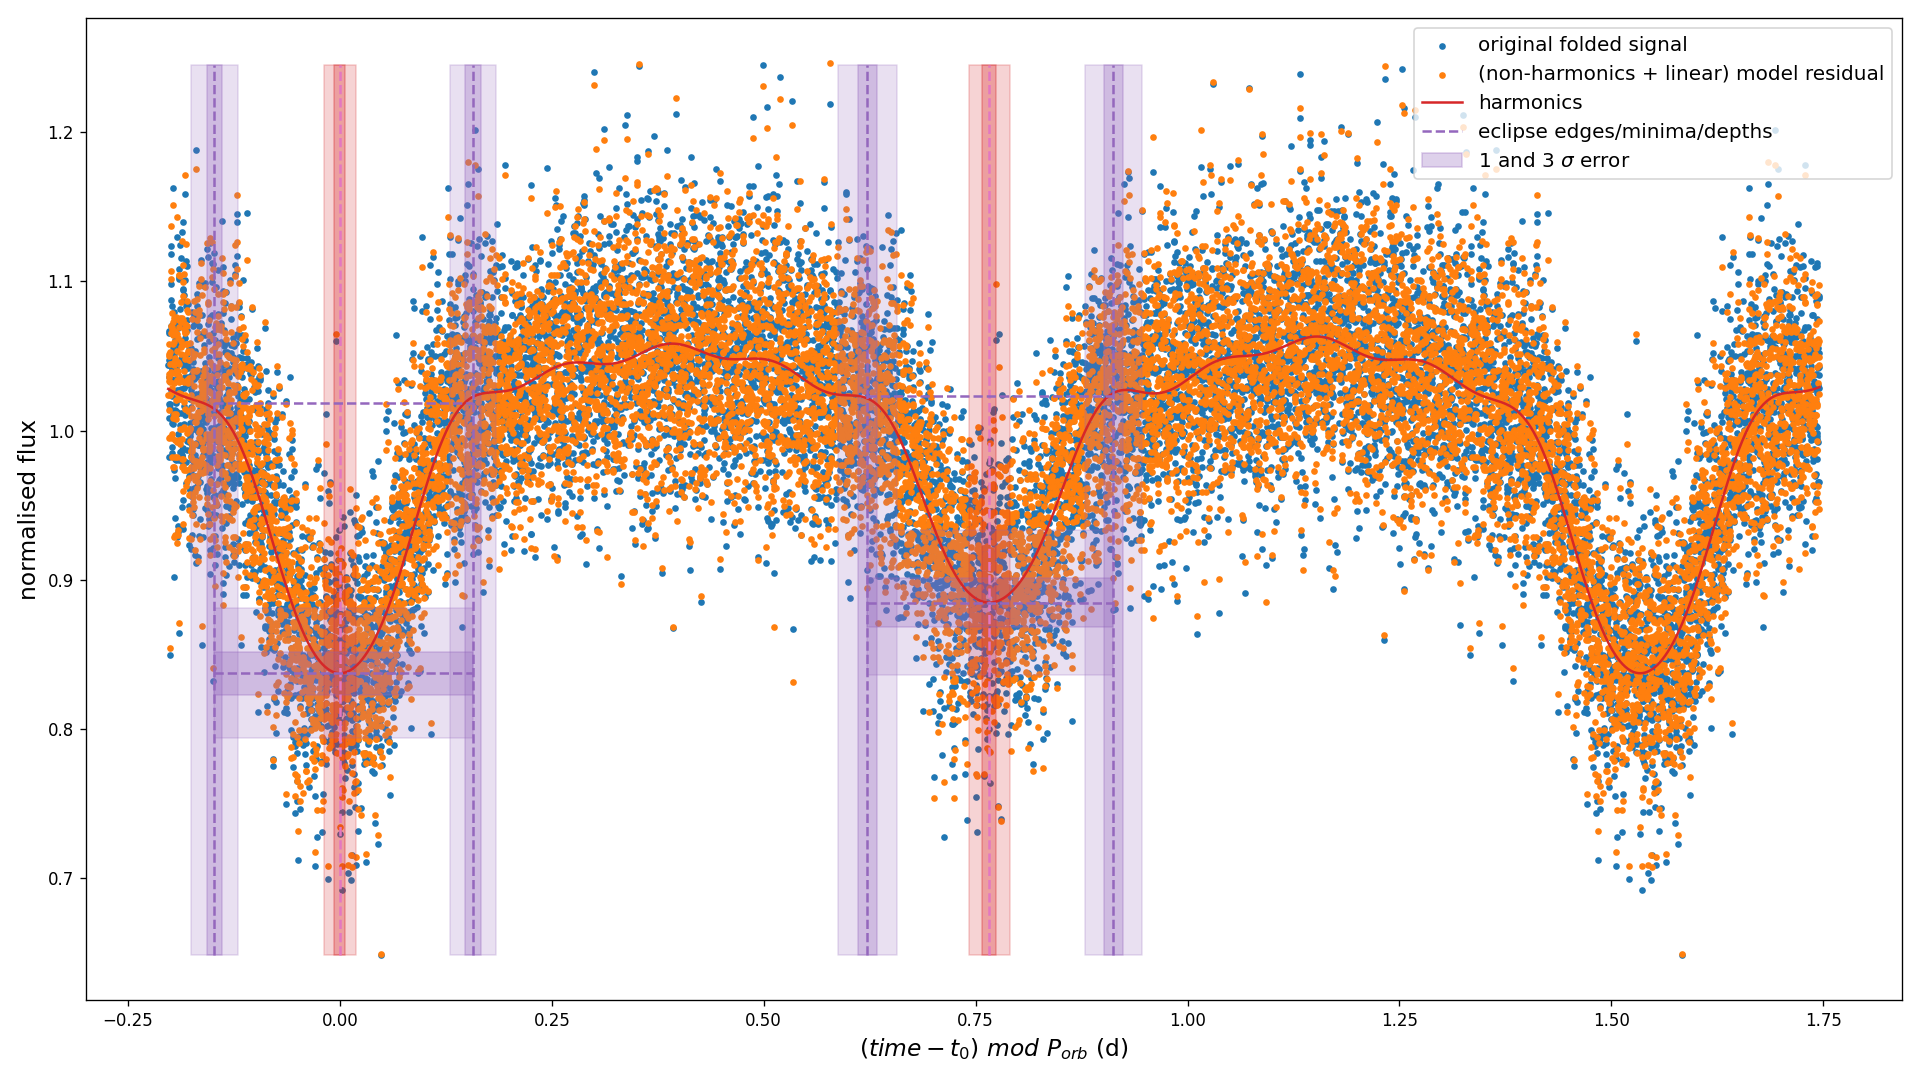 original folded signal
(non-harmonics + linear) model residual
harmonics
eclipse edges/minima/depths
1 and 3 σ error
normalised flux
1.2
1.1
1.0
0.9
0.8
0.7
−0.25 0.00 0.25 0.50 0.75 1.00 1.25 1.50 1.75
(time − t₀) mod Pₒᵣb (d)